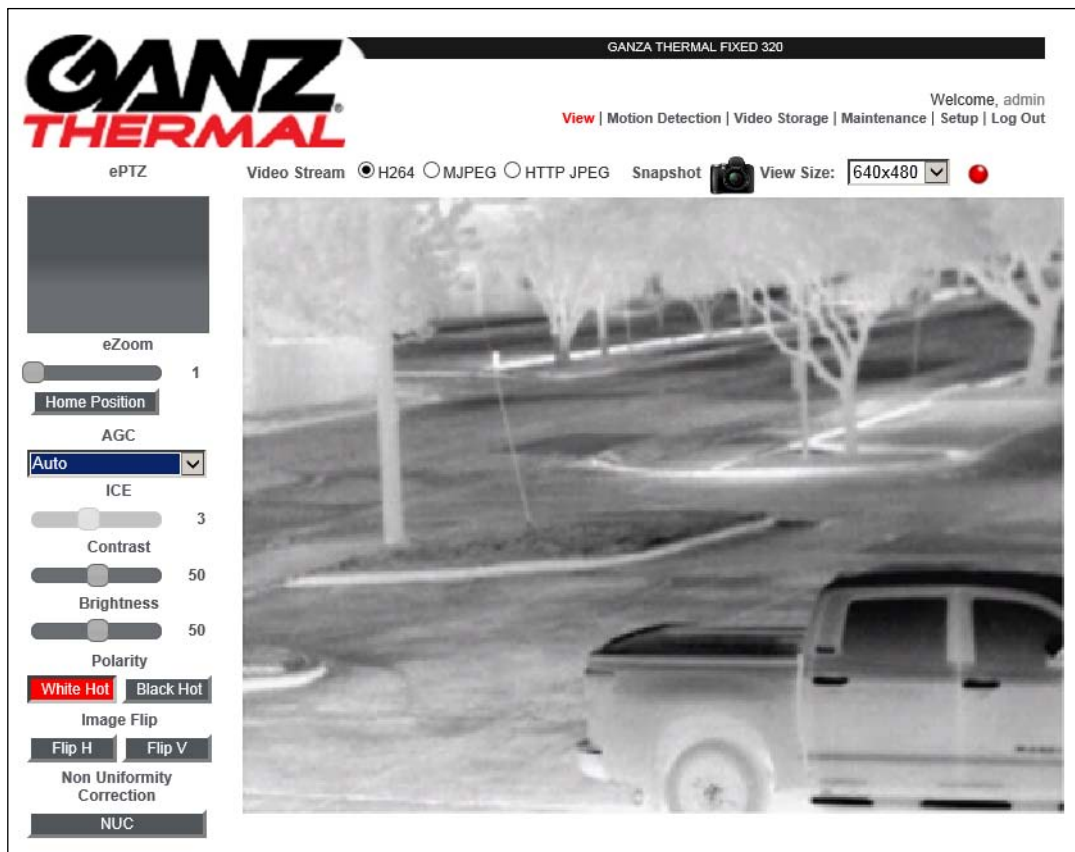 GANZ
THERMAL
GANZA THERMAL FIXED 320
Welcome, admin
View | Motion Detection | Video Storage | Maintenance | Setup | Log Out
ePTZ
Video Stream H264 MJPEG HTTP JPEG Snapshot View Size: 640x480
eZoom
1
Home Position
AGC
Auto
ICE
3
Contrast
50
Brightness
50
Polarity
White Hot Black Hot
Image Flip
Flip H Flip V
Non Uniformity
Correction
NUC